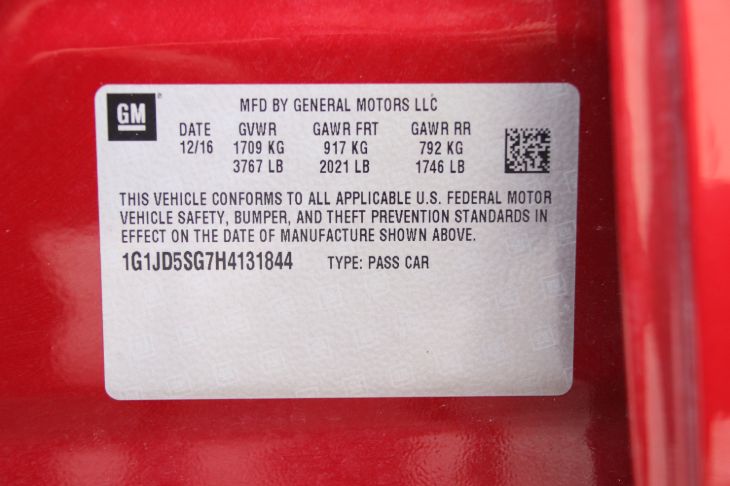 GM
MFD BY GENERAL MOTORS LLC
DATE GVWR GAWR FRT GAWR RR
12/16 1709 KG 917 KG 792 KG
3767 LB 2021 LB 1746 LB
THIS VEHICLE CONFORMS TO ALL APPLICABLE U.S. FEDERAL MOTOR
VEHICLE SAFETY, BUMPER, AND THEFT PREVENTION STANDARDS IN
EFFECT ON THE DATE OF MANUFACTURE SHOWN ABOVE.
1G1JD5SG7H4131844 TYPE: PASS CAR